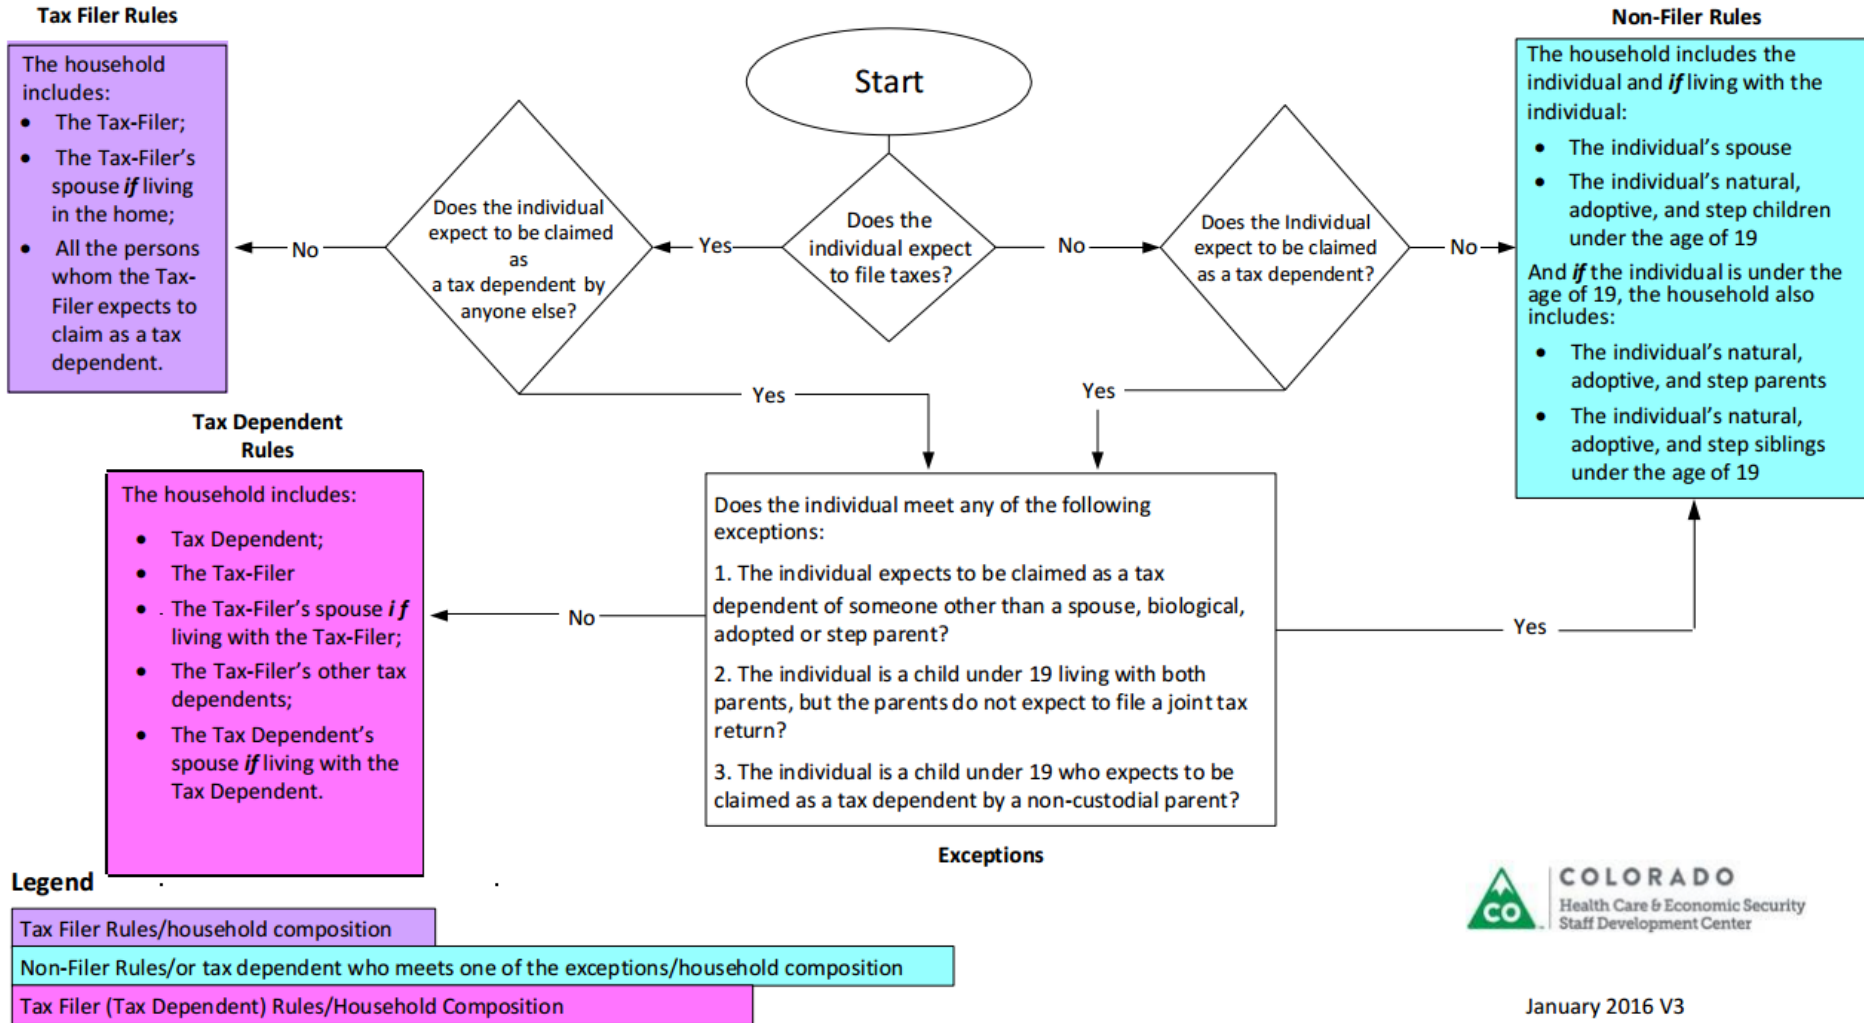 Tax Filer Rules
The household
includes:
• The Tax-Filer;
• The Tax-Filer's
spouse if living
in the home;
• All the persons
whom the Tax-
Filer expects to
claim as a tax
dependent.
Start
Does the individual
expect to be claimed
as
a tax dependent by
anyone else?
No
Yes
Does the
individual expect
to file taxes?
No
Does the Individual
expect to be claimed
as a tax dependent?
No
Non-Filer Rules
The household includes the
individual and if living with the
individual:
• The individual's spouse
• The individual's natural,
adoptive, and step children
under the age of 19
And if the individual is under the
age of 19, the household also
includes:
• The individual's natural,
adoptive, and step parents
• The individual's natural,
adoptive, and step siblings
under the age of 19
Yes
Yes
Tax Dependent
Rules
The household includes:
• Tax Dependent;
• The Tax-Filer
• . The Tax-Filer's spouse i f
living with the Tax-Filer;
• The Tax-Filer's other tax
dependents;
• The Tax Dependent's
spouse if living with the
Tax Dependent.
No
Does the individual meet any of the following
exceptions:
1. The individual expects to be claimed as a tax
dependent of someone other than a spouse, biological,
adopted or step parent?
2. The individual is a child under 19 living with both
parents, but the parents do not expect to file a joint tax
return?
3. The individual is a child under 19 who expects to be
claimed as a tax dependent by a non-custodial parent?
Yes
Exceptions
Legend
Tax Filer Rules/household composition
Non-Filer Rules/or tax dependent who meets one of the exceptions/household composition
Tax Filer (Tax Dependent) Rules/Household Composition
CO
COLORADO
Health Care & Economic Security
Staff Development Center
January 2016 V3